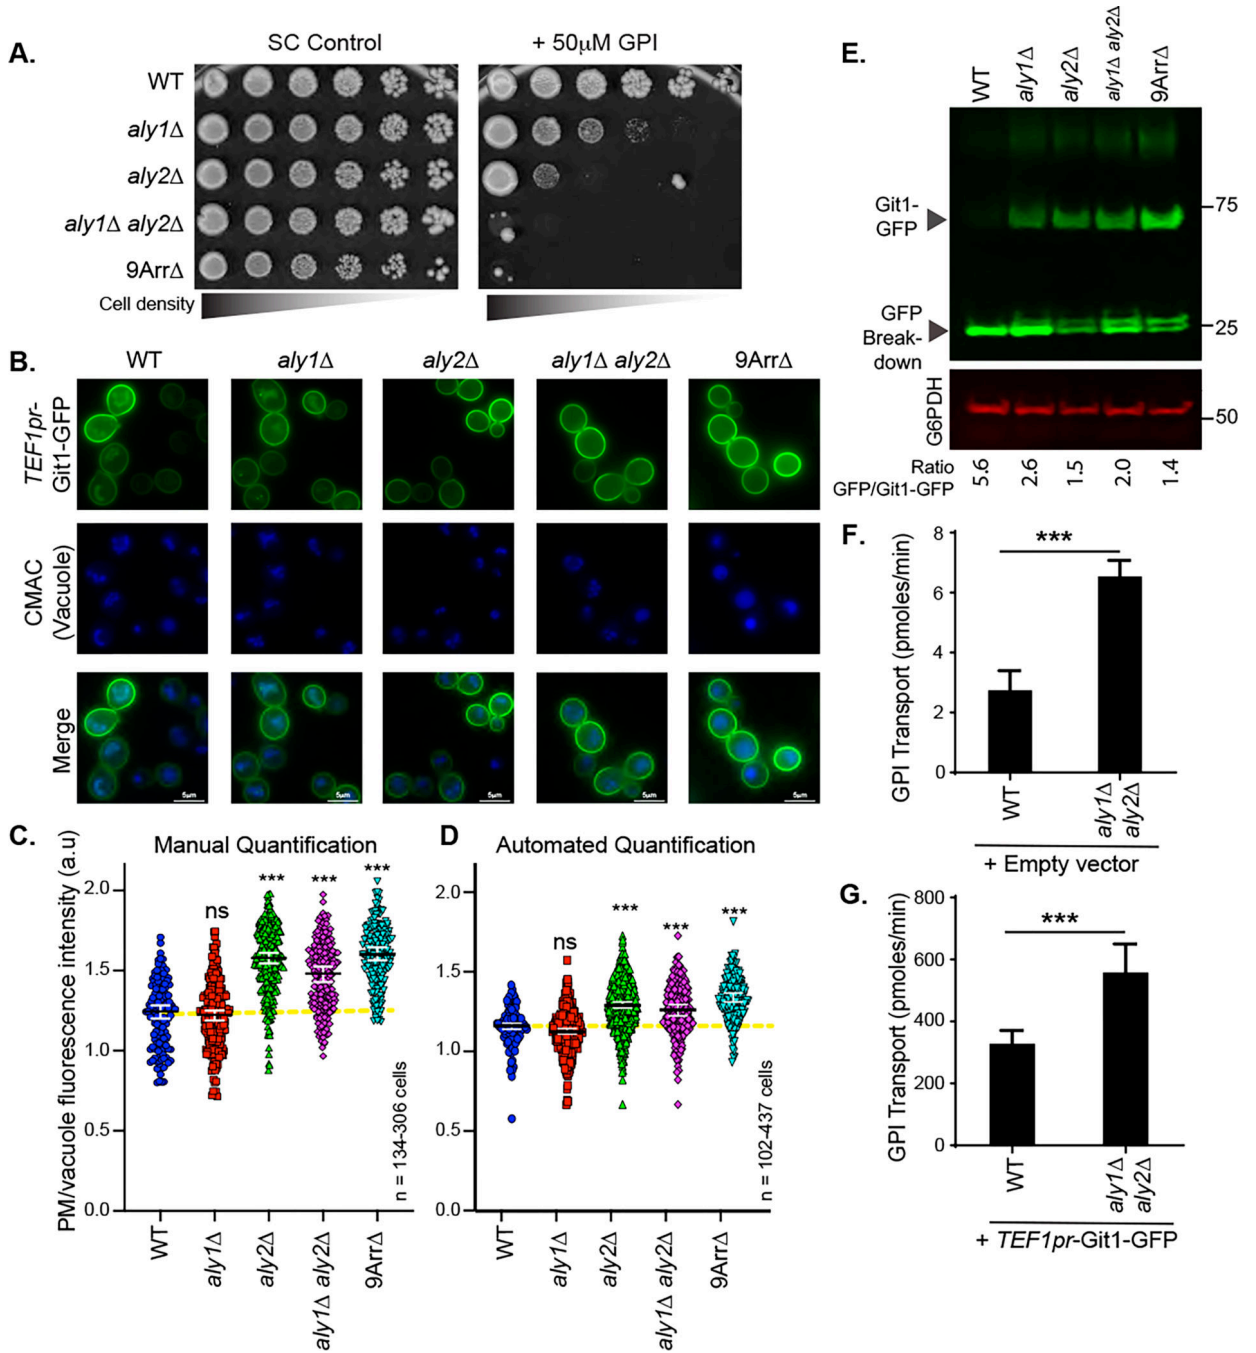 A.
SC Control
+ 50μM GPI
WT
aly1Δ
aly2Δ
aly1Δ aly2Δ
9ArrΔ
Cell density
B.
WT
aly1Δ
aly2Δ
aly1Δ aly2Δ
9ArrΔ
TEF1pr-
Git1-GFP
CMAC
(Vacuole)
Merge
5μm
5μm
5μm
5μm
5μm
C.
Manual Quantification
PM/vacuole fluorescence intensity (a.u
2.0
1.5
1.0
0.5
0.0
ns
***
***
***
n = 134-306 cells
WT
aly1Δ
aly2Δ
aly1Δ aly2Δ
9ArrΔ
D.
Automated Quantification
2.0
1.5
1.0
0.5
0.0
ns
***
***
***
n = 102-437 cells
WT
aly1Δ
aly2Δ
aly1Δ aly2Δ
9ArrΔ
E.
WT
aly1Δ
aly2Δ
aly1Δ aly2Δ
9ArrΔ
Git1-
GFP
GFP
Break-
down
75
25
G6PDH
50
Ratio
GFP/Git1-GFP
5.6
2.6
1.5
2.0
1.4
F.
GPI Transport (pmoles/min)
8
6
4
2
0
***
WT
aly1Δ
aly2Δ
+ Empty vector
G.
GPI Transport (pmoles/min)
800
600
400
200
0
***
WT
aly1Δ
aly2Δ
+ TEF1pr-Git1-GFP